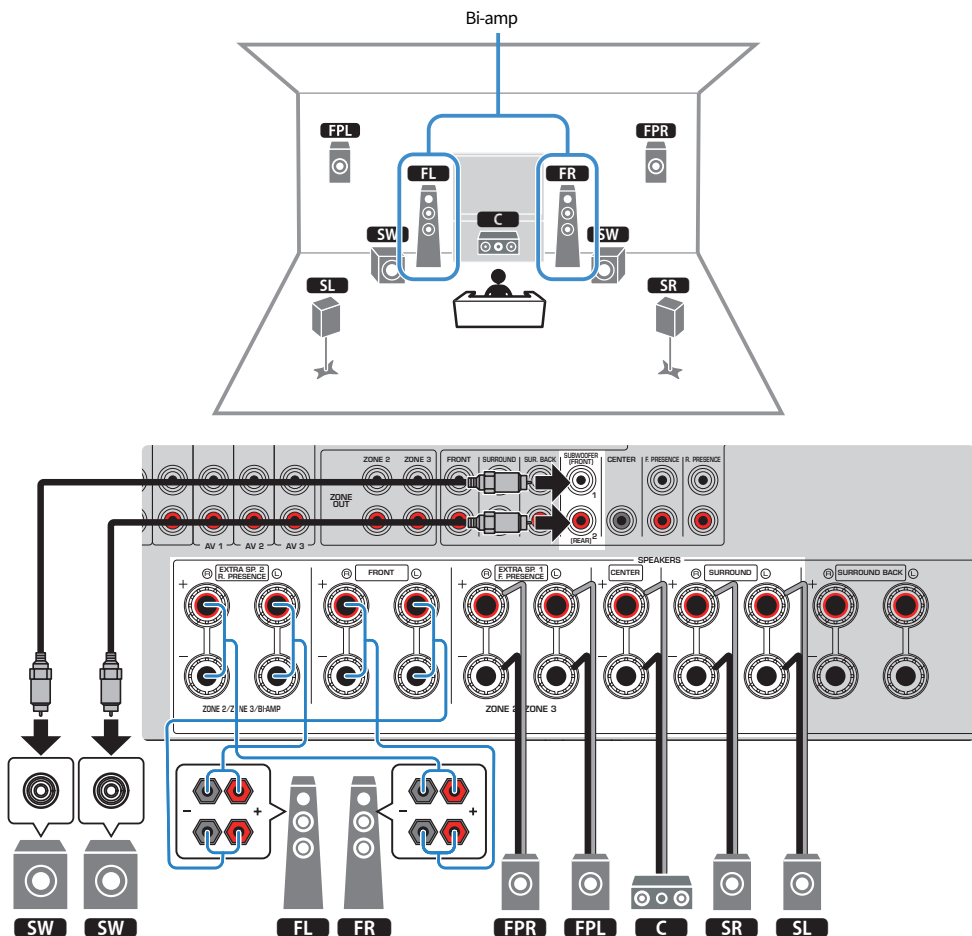 Bi-amp
FPL
FPR
FL
FR
C
SW
SW
SL
SR
ZONE 2
ZONE 3
FRONT
SURROUND
SUR. BACK
SUBWOOFER
(FRONT)
CENTER
F. PRESENCE
R. PRESENCE
1
ZONE
OUT
2
(REAR)
AV 1
AV 2
AV 3
SPEAKERS
R
EXTRA SP. 2
R. PRESENCE
L
R
FRONT
L
R
EXTRA SP. 1
F. PRESENCE
L
CENTER
R
SURROUND
L
R
SURROUND BACK
L
+
+
+
+
+
+
−
−
−
−
−
−
ZONE 2/ZONE 3/BI-AMP
ZONE 2
ZONE 3
− +
− +
SW
SW
FL
FR
FPR
FPL
C
SR
SL